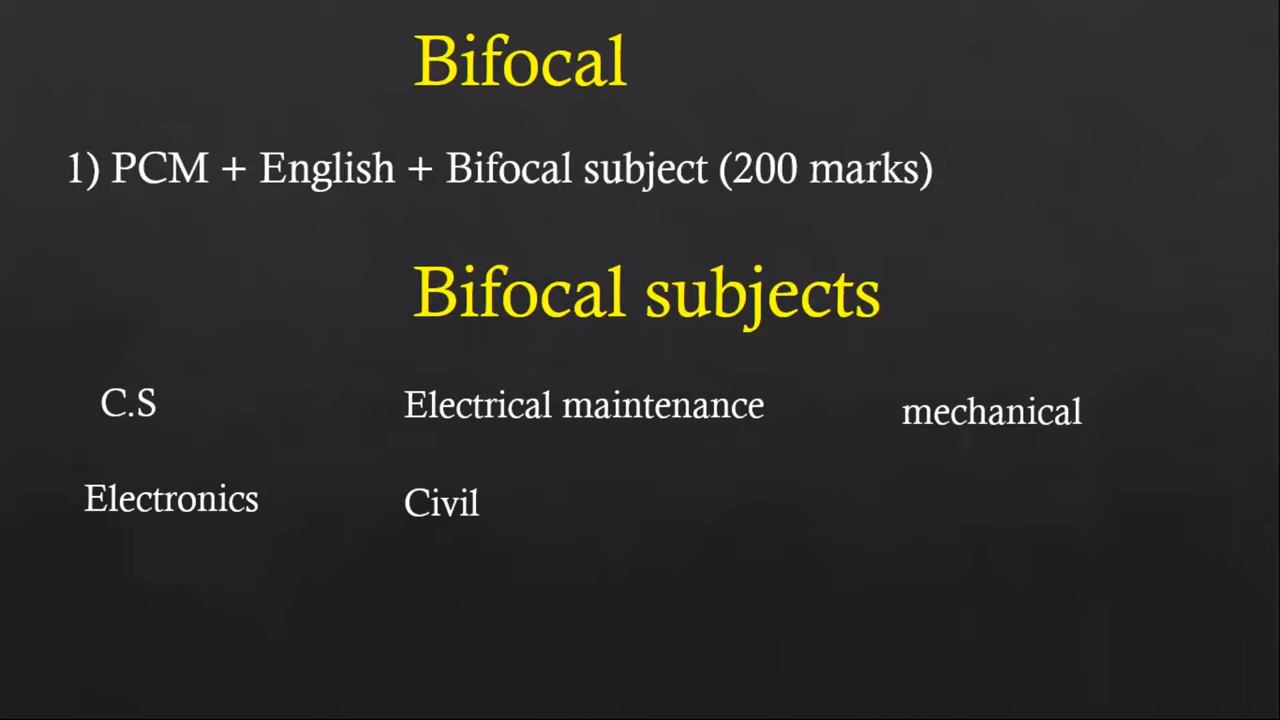 Bifocal
1) PCM + English + Bifocal subject (200 marks)
Bifocal subjects
C.S Electrical maintenance mechanical
Electronics Civil